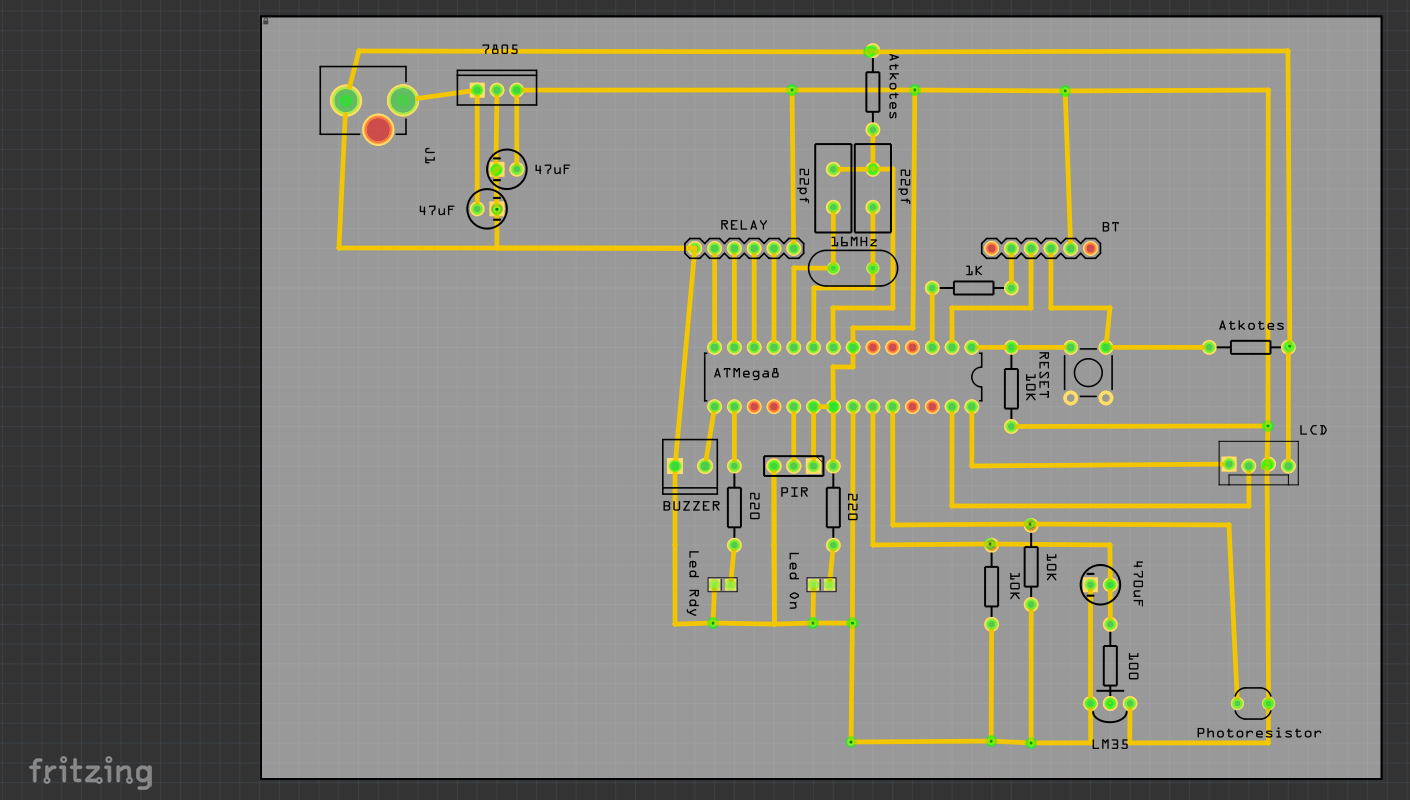 7805
Atkotes
J1
47uF
47uF
22pf
22pf
RELAY
16MHz
BT
1K
Atkotes
ATMega8
10K
RESET
LCD
BUZZER
220
PIR
220
Led Rdy
Led On
10K
10K
470uF
100
LM35
Photoresistor
fritzing